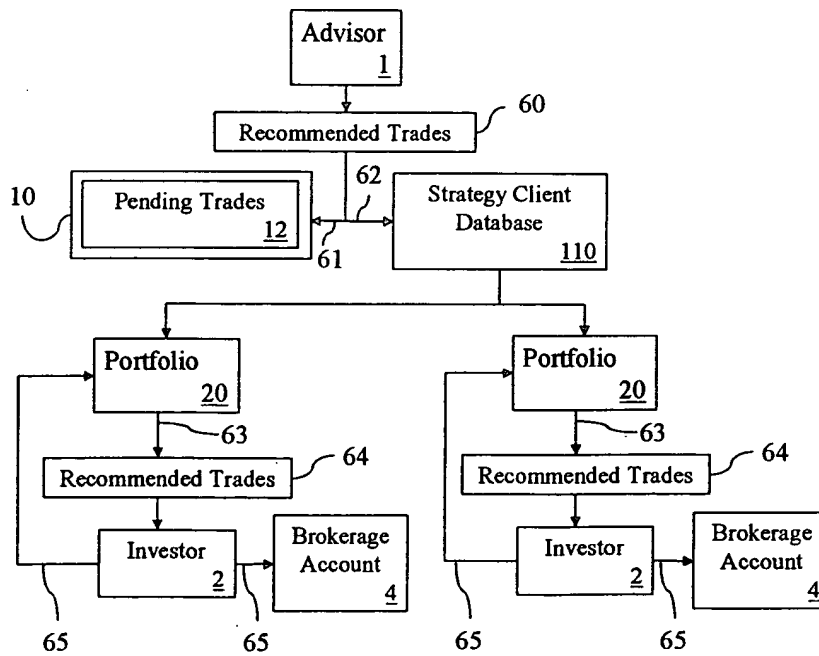 Advisor
1
60
Recommended Trades
10
Pending Trades
12
62
61
Strategy Client
Database
110
Portfolio
20
63
Recommended Trades
64
Investor
2
Brokerage
Account
4
65
65
Portfolio
20
63
Recommended Trades
64
Investor
2
Brokerage
Account
4
65
65